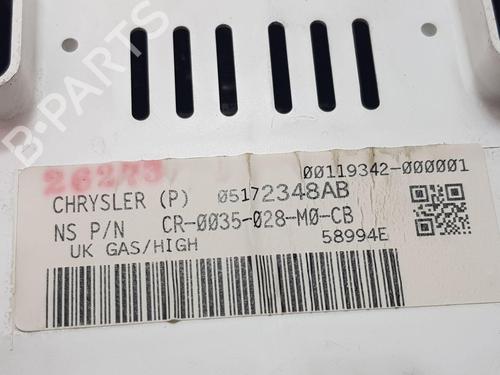 B-PARTS
26273
00119342-000001
CHRYSLER (P) 05172348AB
NS P/N CR-0035-028-M0-CB
UK GAS/HIGH 58994E